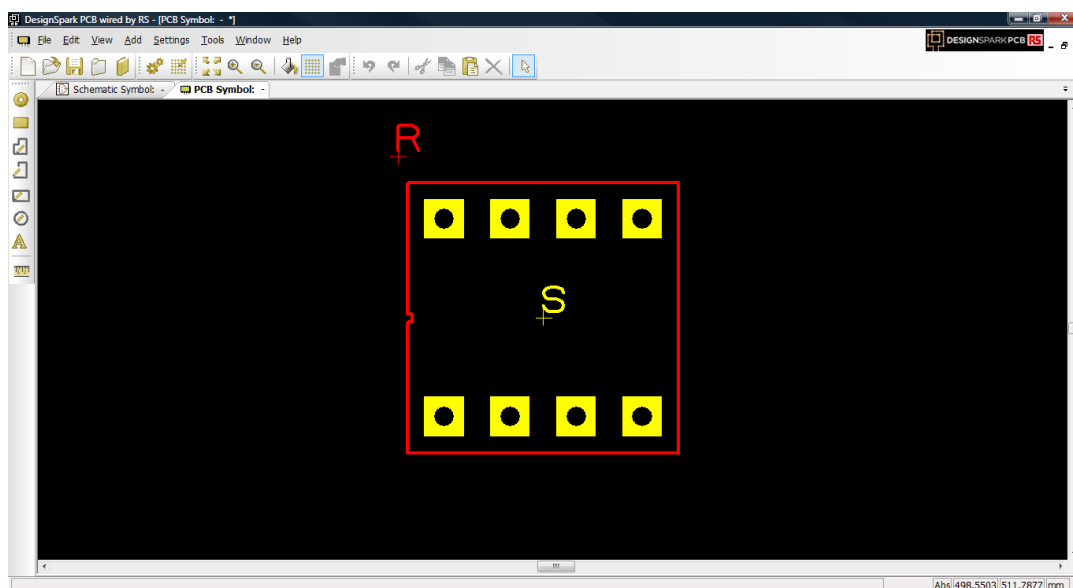 DesignSpark PCB wired by RS - [PCB Symbol: - *]
File Edit View Add Settings Tools Window Help
DESIGNSPARK PCB RS
Schematic Symbol: - PCB Symbol: -
R
S
Abs 498.5503 511.7877 mm